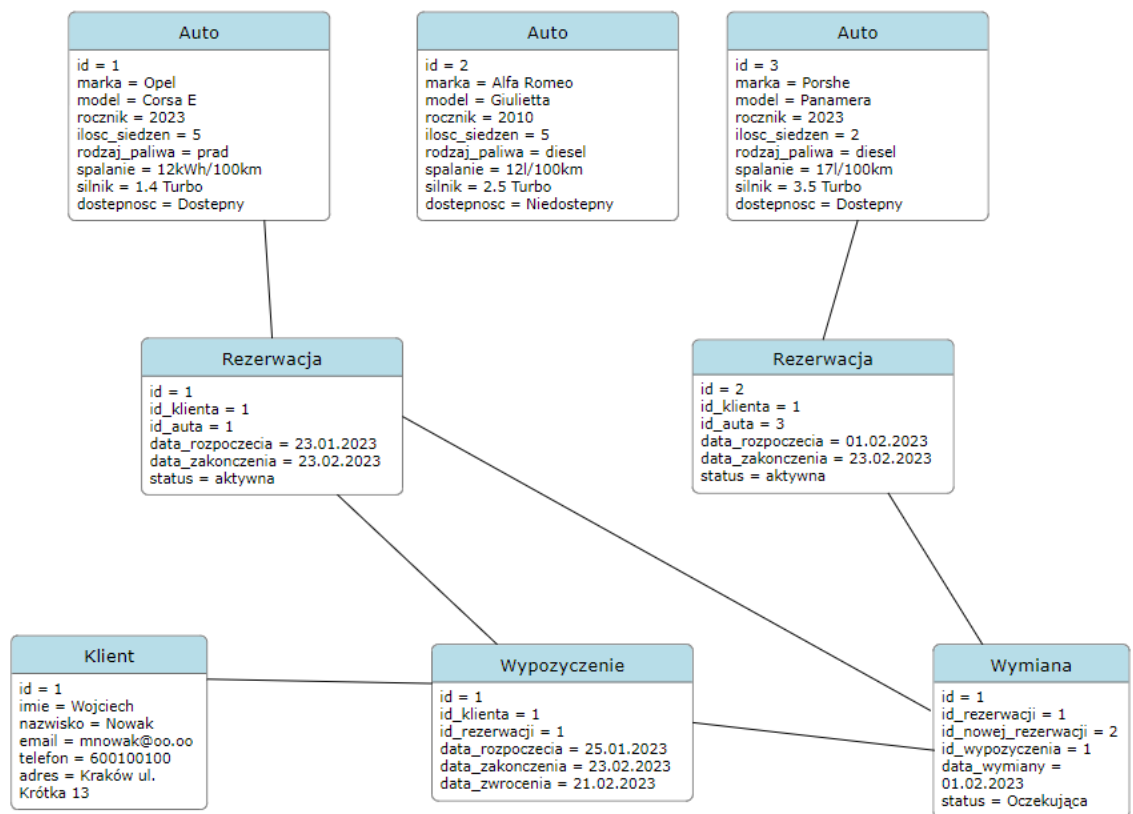 Auto
id = 1
marka = Opel
model = Corsa E
rocznik = 2023
ilosc_siedzen = 5
rodzaj_paliwa = prad
spalanie = 12kWh/100km
silnik = 1.4 Turbo
dostepnosc = Dostepny
Auto
id = 2
marka = Alfa Romeo
model = Giulietta
rocznik = 2010
ilosc_siedzen = 5
rodzaj_paliwa = diesel
spalanie = 12l/100km
silnik = 2.5 Turbo
dostepnosc = Niedostepny
Auto
id = 3
marka = Porshe
model = Panamera
rocznik = 2023
ilosc_siedzen = 2
rodzaj_paliwa = diesel
spalanie = 17l/100km
silnik = 3.5 Turbo
dostepnosc = Dostepny
Rezerwacja
id = 1
id_klienta = 1
id_auta = 1
data_rozpoczecia = 23.01.2023
data_zakonczenia = 23.02.2023
status = aktywna
Rezerwacja
id = 2
id_klienta = 1
id_auta = 3
data_rozpoczecia = 01.02.2023
data_zakonczenia = 23.02.2023
status = aktywna
Klient
id = 1
imie = Wojciech
nazwisko = Nowak
email = mnowak@oo.oo
telefon = 600100100
adres = Kraków ul.
Krótka 13
Wypozyczenie
id = 1
id_klienta = 1
id_rezerwacji = 1
data_rozpoczecia = 25.01.2023
data_zakonczenia = 23.02.2023
data_zwrocenia = 21.02.2023
Wymiana
id = 1
id_rezerwacji = 1
id_nowej_rezerwacji = 2
id_wypozyczenia = 1
data_wymiany =
01.02.2023
status = Oczekująca